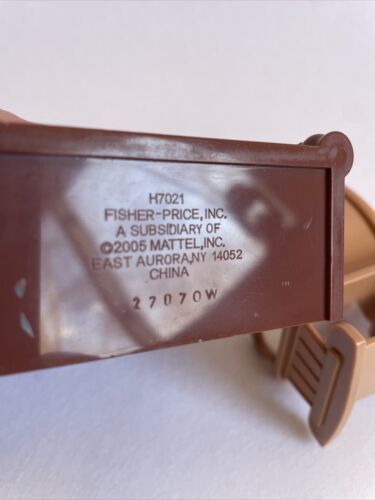 H7021
FISHER-PRICE, INC.
A SUBSIDIARY OF
©2005 MATTEL, INC.
EAST AURORA, NY 14052
CHINA
27070W